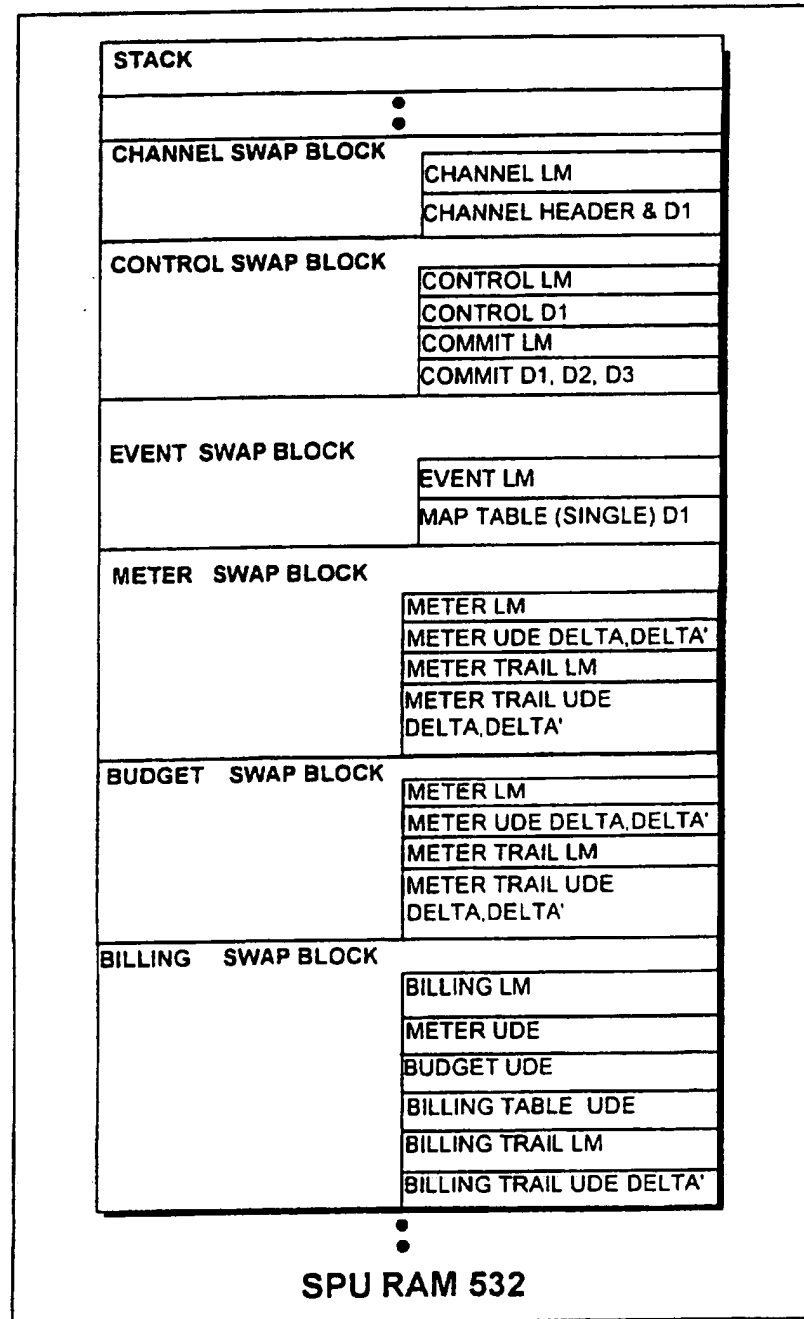 STACK
CHANNEL SWAP BLOCK
CHANNEL LM
CHANNEL HEADER & D1
CONTROL SWAP BLOCK
CONTROL LM
CONTROL D1
COMMIT LM
COMMIT D1, D2, D3
EVENT SWAP BLOCK
EVENT LM
MAP TABLE (SINGLE) D1
METER SWAP BLOCK
METER LM
METER UDE DELTA,DELTA'
METER TRAIL LM
METER TRAIL UDE
DELTA,DELTA'
BUDGET SWAP BLOCK
METER LM
METER UDE DELTA,DELTA'
METER TRAIL LM
METER TRAIL UDE
DELTA,DELTA'
BILLING SWAP BLOCK
BILLING LM
METER UDE
BUDGET UDE
BILLING TABLE UDE
BILLING TRAIL LM
BILLING TRAIL UDE DELTA'
SPU RAM 532